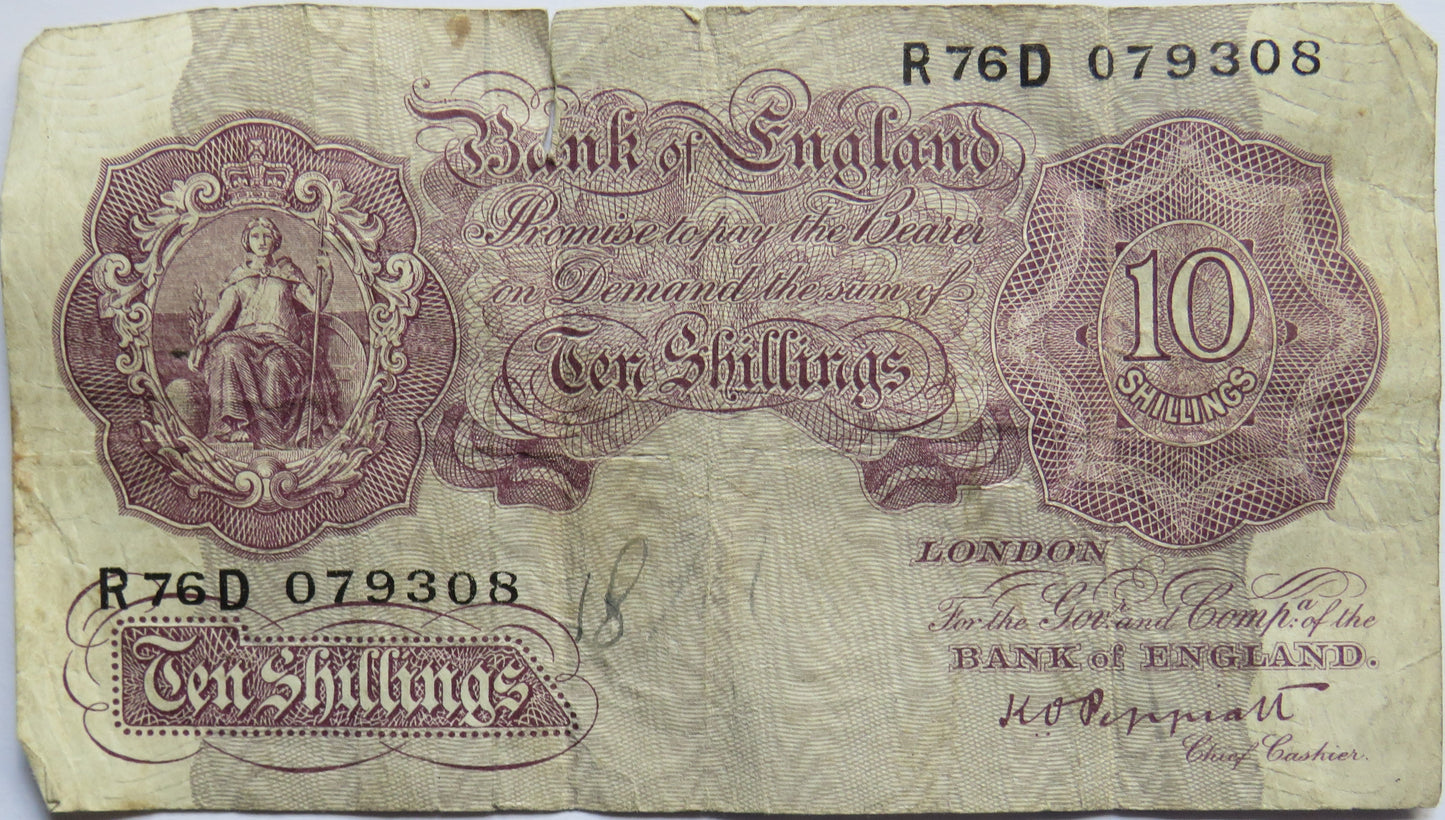 R76D 079308
Bank of England
Promise to pay the Bearer
on Demand the sum of
Ten Shillings
10
SHILLINGS
LONDON
For the Govr. and Compa. of the
BANK of ENGLAND.
K O Peppiatt
Chief Cashier.
R76D 079308
Ten Shillings
18